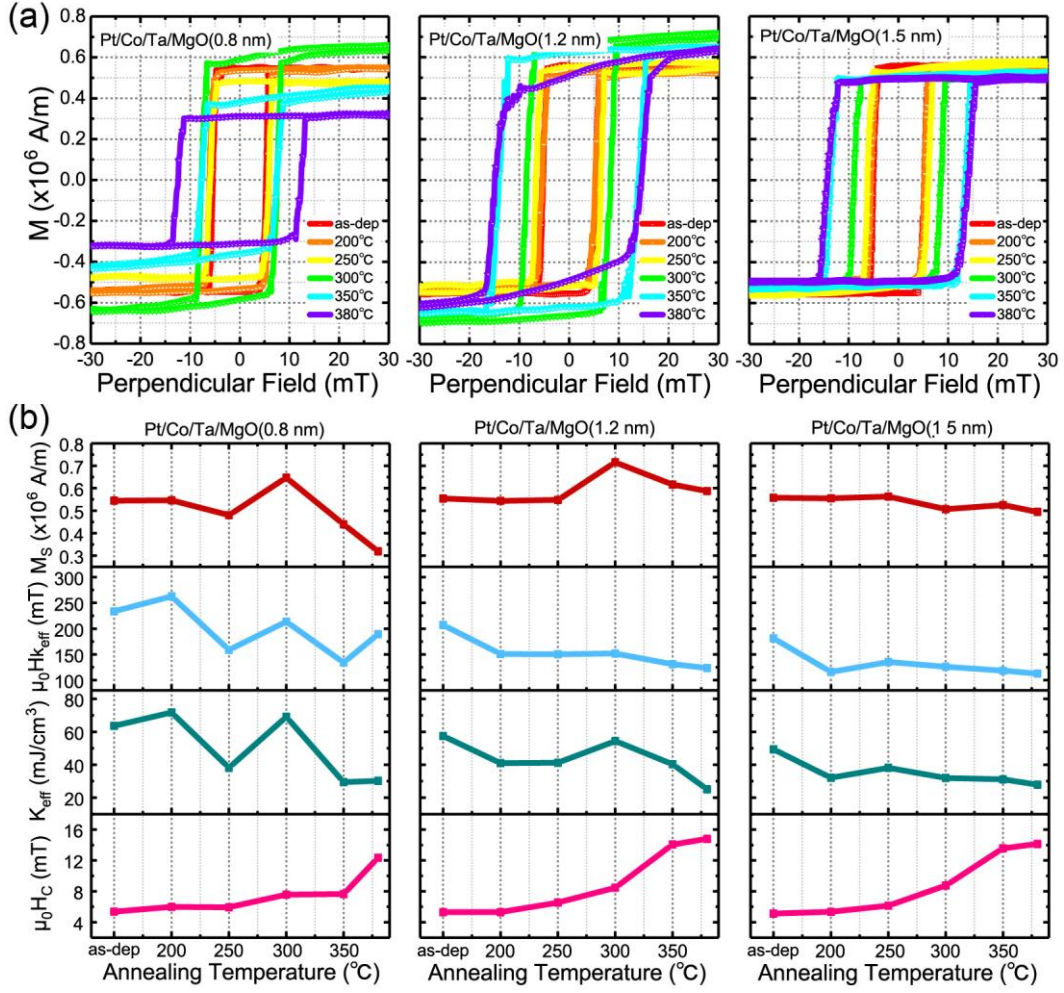 (a)
Pt/Co/Ta/MgO(0.8 nm)
Pt/Co/Ta/MgO(1.2 nm)
Pt/Co/Ta/MgO(1.5 nm)
M (x10⁶ A/m)
0.8
0.6
0.4
0.2
0.0
-0.2
-0.4
-0.6
-0.8
as-dep
200°C
250°C
300°C
350°C
380°C
as-dep
200°C
250°C
300°C
350°C
380°C
as-dep
200°C
250°C
300°C
350°C
380°C
-30 -20 -10 0 10 20 30
-20 -10 0 10 20 30
-20 -10 0 10 20 30
Perpendicular Field (mT)
Perpendicular Field (mT)
Perpendicular Field (mT)
(b)
Pt/Co/Ta/MgO(0.8 nm)
Pt/Co/Ta/MgO(1.2 nm)
Pt/Co/Ta/MgO(1 5 nm)
M_S (x10⁶ A/m)
0.8
0.7
0.6
0.5
0.4
0.3
μ₀Hk_eff (mT)
300
250
200
150
100
K_eff (mJ/cm³)
80
60
40
20
μ₀H_C (mT)
16
12
8
4
as-dep 200 250 300 350
as-dep 200 250 300 350
as-dep 200 250 300 350
Annealing Temperature (°C)
Annealing Temperature (°C)
Annealing Temperature (°C)